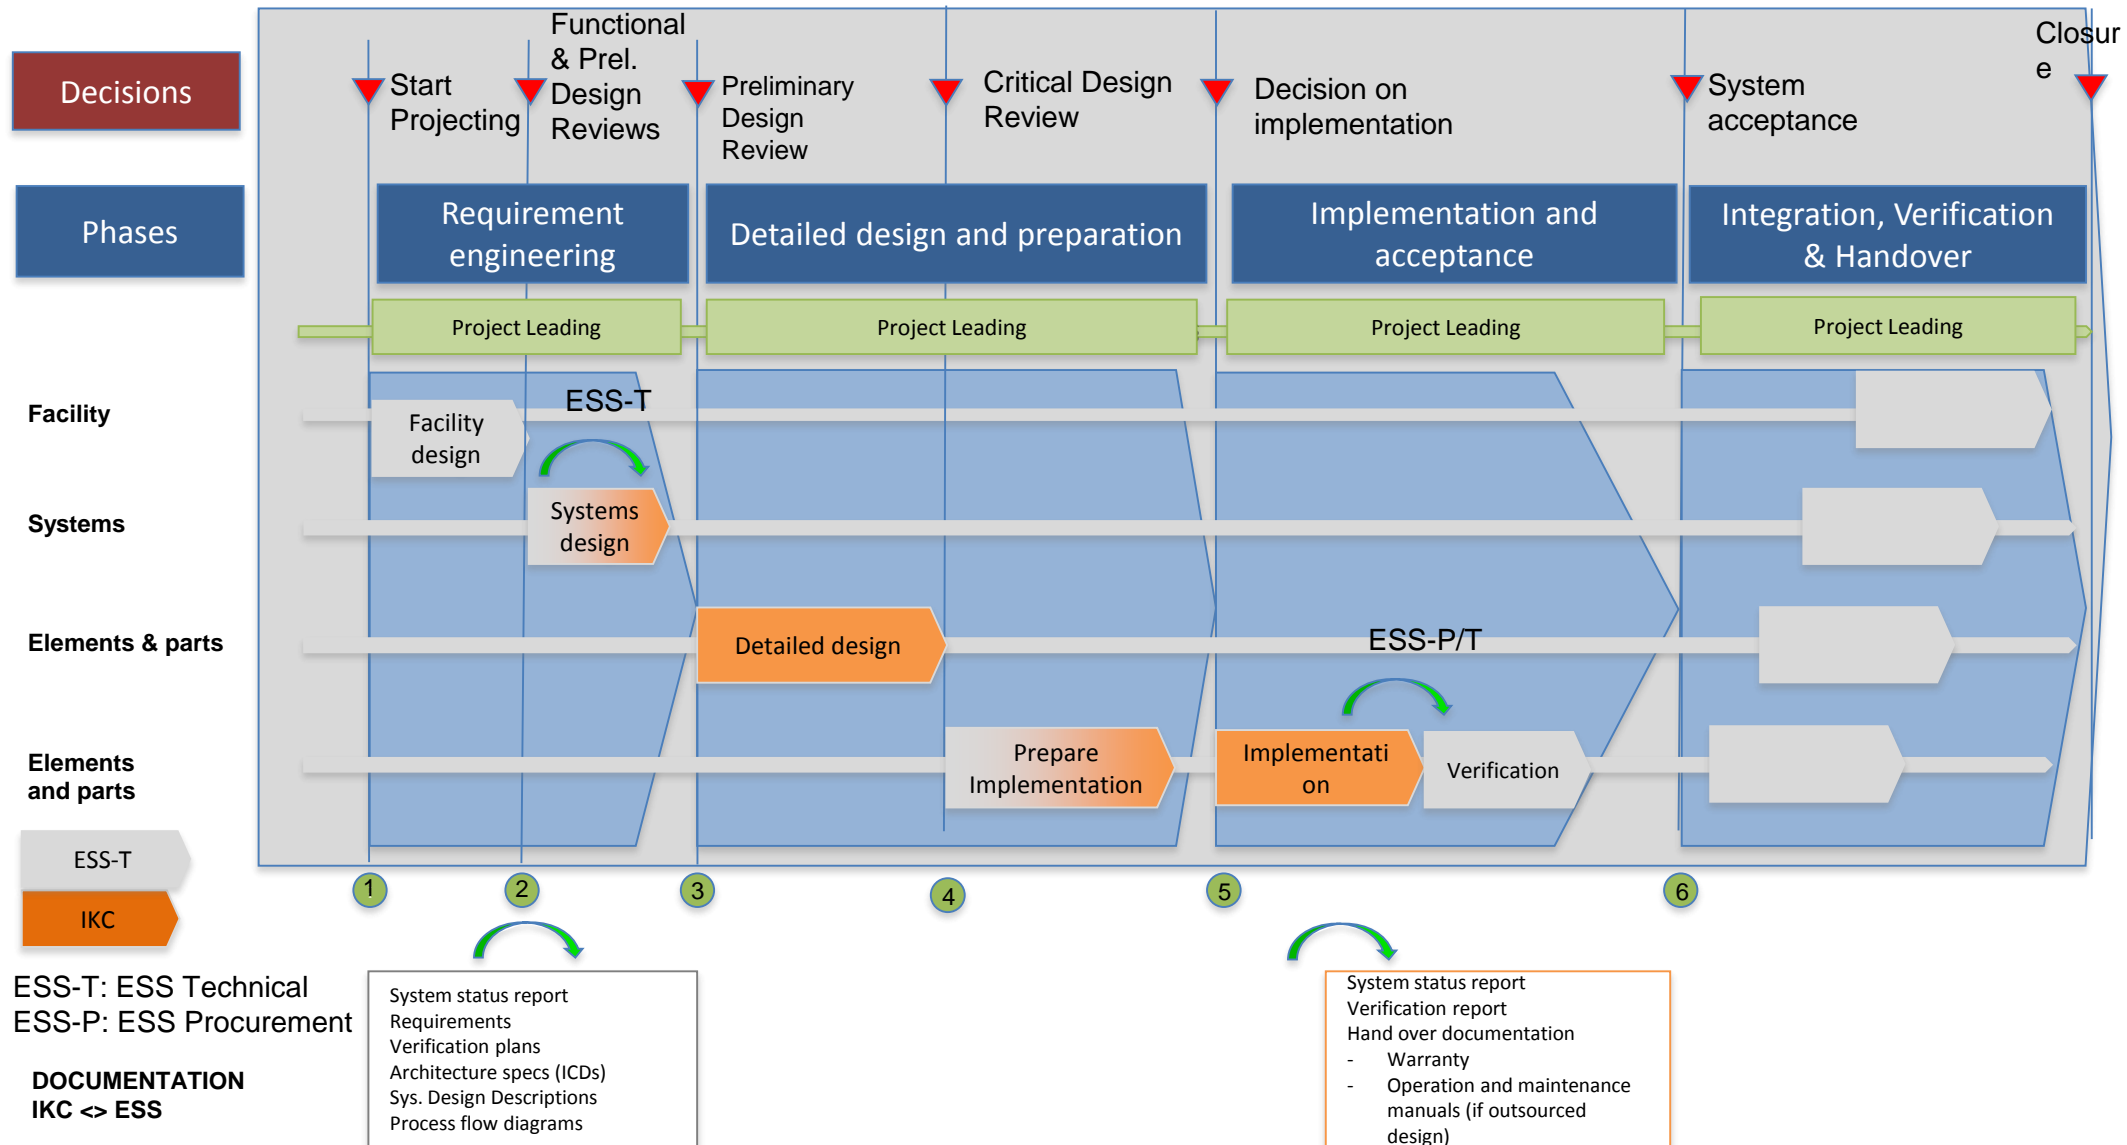 Decisions
Start
Projecting
Functional
& Prel.
Design
Reviews
Preliminary
Design
Review
Critical Design
Review
Decision on
implementation
System
acceptance
Closur
e
Phases
Requirement
engineering
Detailed design and preparation
Implementation and
acceptance
Integration, Verification
& Handover
Project Leading
Project Leading
Project Leading
Project Leading
Facility
Facility
design
ESS-T
Systems
Systems
design
Elements & parts
Detailed design
ESS-P/T
Elements
and parts
Prepare
Implementation
Implementati
on
Verification
ESS-T
IKC
1
2
3
4
5
6
ESS-T: ESS Technical
ESS-P: ESS Procurement
DOCUMENTATION
IKC <> ESS
System status report
Requirements
Verification plans
Architecture specs (ICDs)
Sys. Design Descriptions
Process flow diagrams
System status report
Verification report
Hand over documentation
- Warranty
- Operation and maintenance
manuals (if outsourced
design)